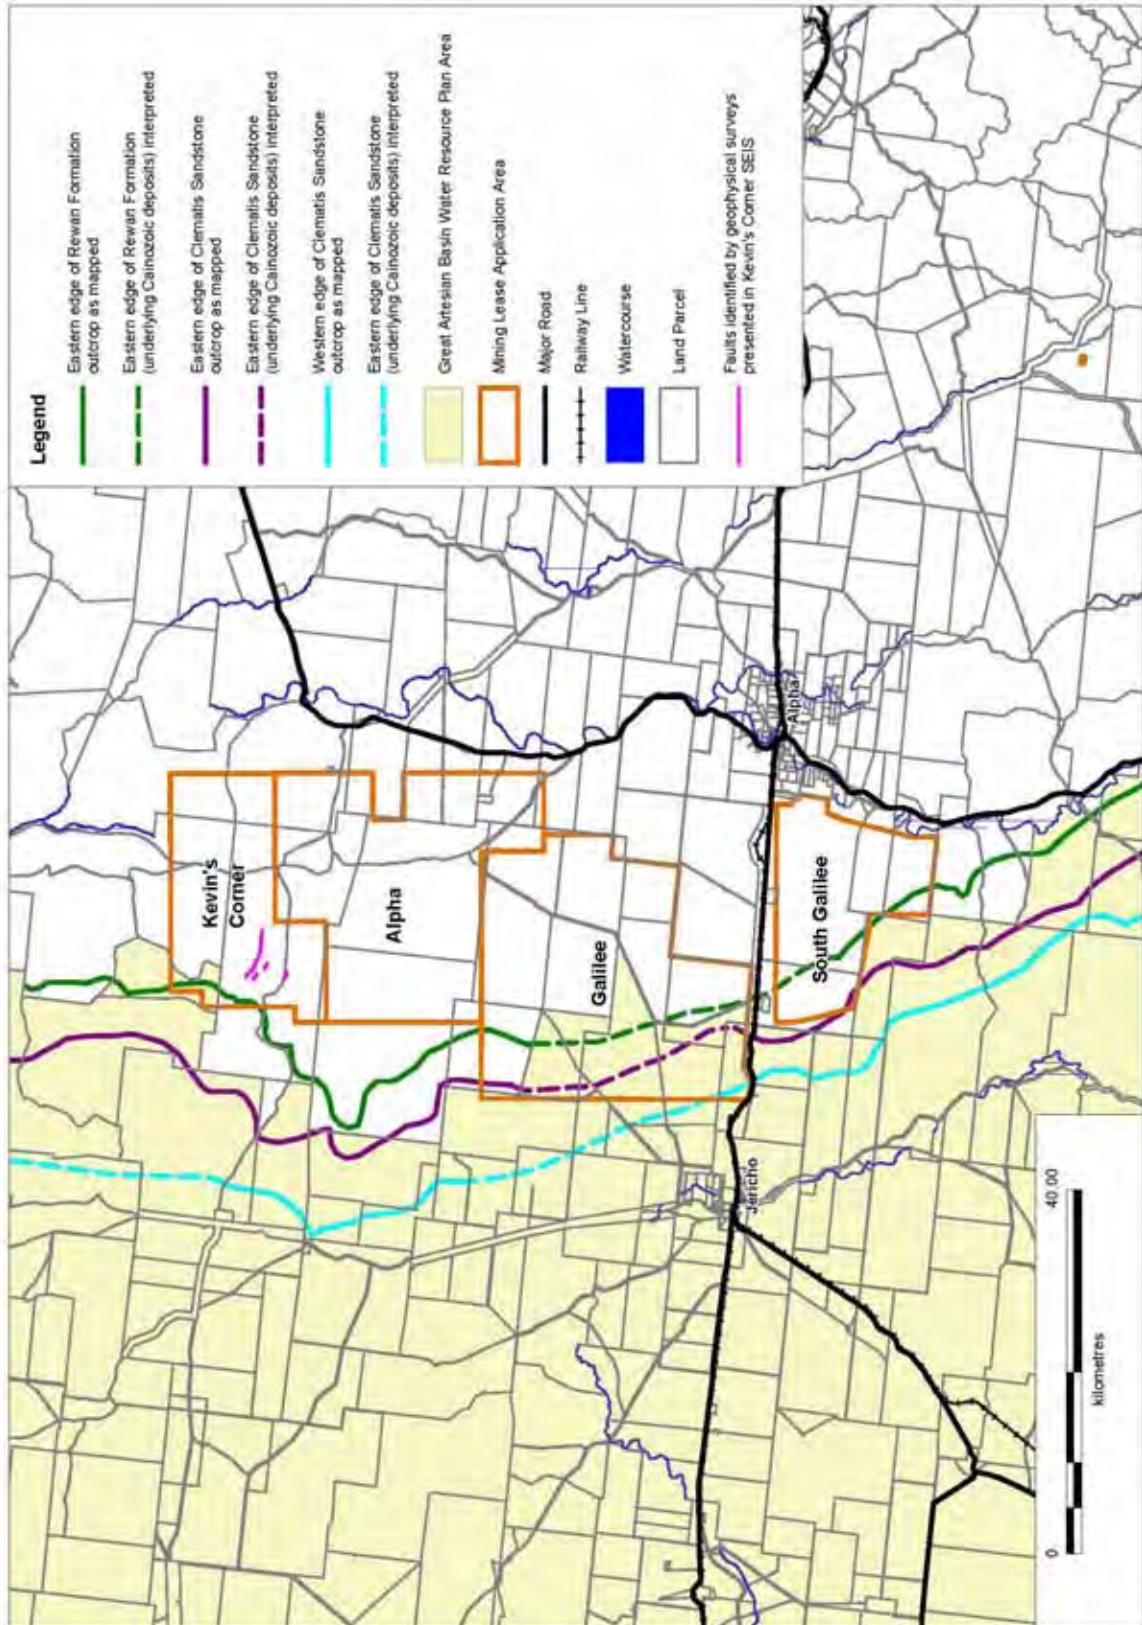 Legend
Eastern edge of Rewan Formation
outcrop as mapped
Eastern edge of Rewan Formation
(underlying Cainozoic deposits) interpreted
Eastern edge of Clematis Sandstone
outcrop as mapped
Eastern edge of Clematis Sandstone
(underlying Cainozoic deposits) interpreted
Western edge of Clematis Sandstone
outcrop as mapped
Eastern edge of Clematis Sandstone
(underlying Cainozoic deposits) interpreted
Great Artesian Basin Water Resource Plan Area
Mining Lease Application Area
Major Road
Railway Line
Watercourse
Land Parcel
Faults identified by geophysical surveys
presented in Kevin's Corner SEIS
Kevin's
Corner
Alpha
Galilee
South Galilee
Alpha
Jericho
0
40.00
kilometres